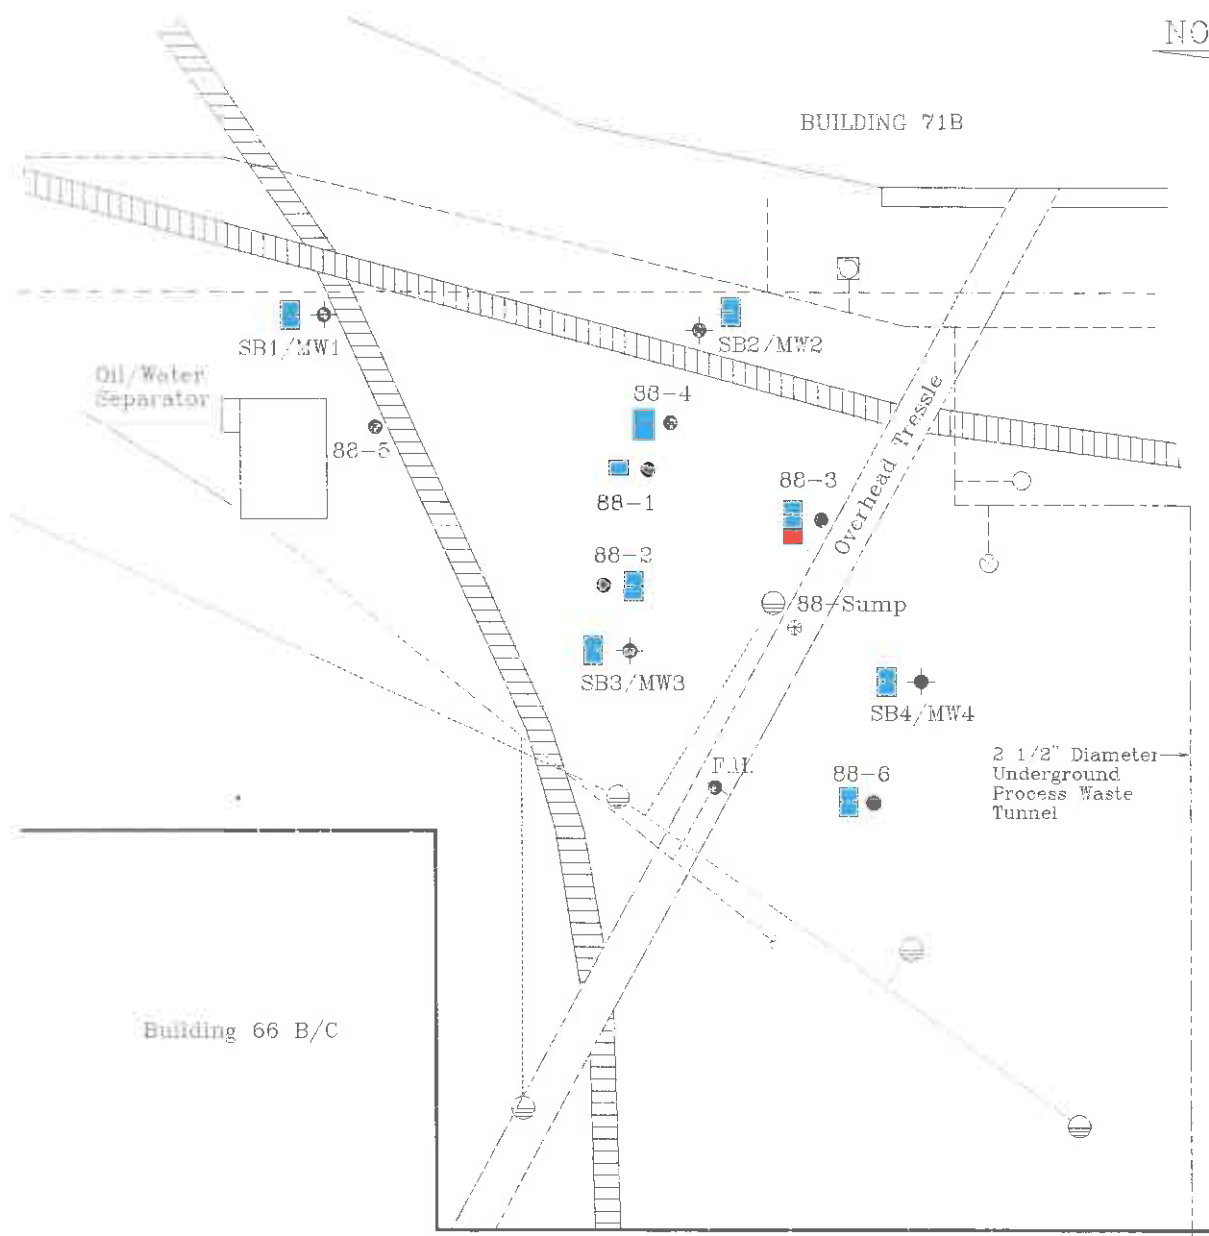 NO
BUILDING 71B
SB1/MW1
SB2/MW2
Oil/Water
Separator
88-4
88-5
88-1
88-3
Overhead Tressle
88-2
88-Sump
SB3/MW3
SB4/MW4
F.H.
88-6
2 1/2" Diameter
Underground
Process Waste
Tunnel
Building 66 B/C